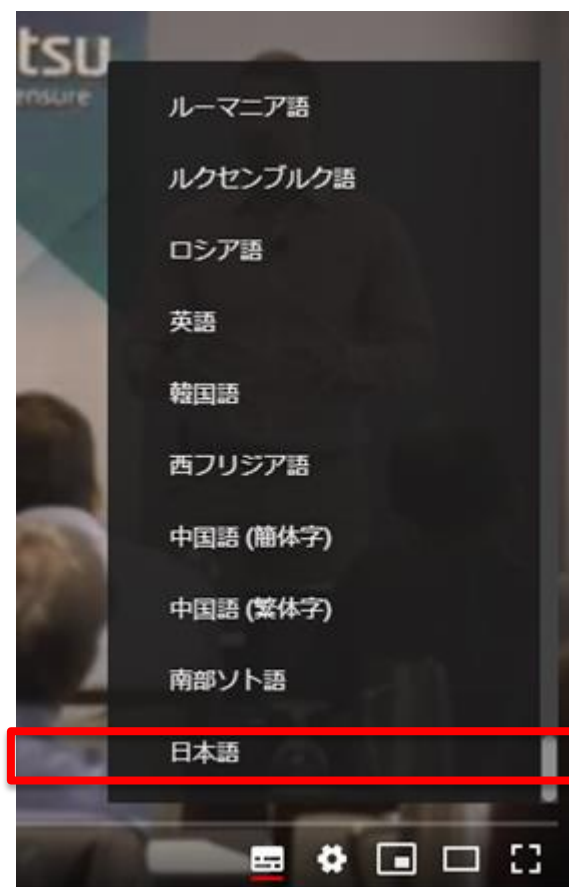 tsu
ensure
ルーマニア語
ルクセンブルク語
ロシア語
英語
韓国語
西フリジア語
中国語 (簡体字)
中国語 (繁体字)
南部ソト語
日本語